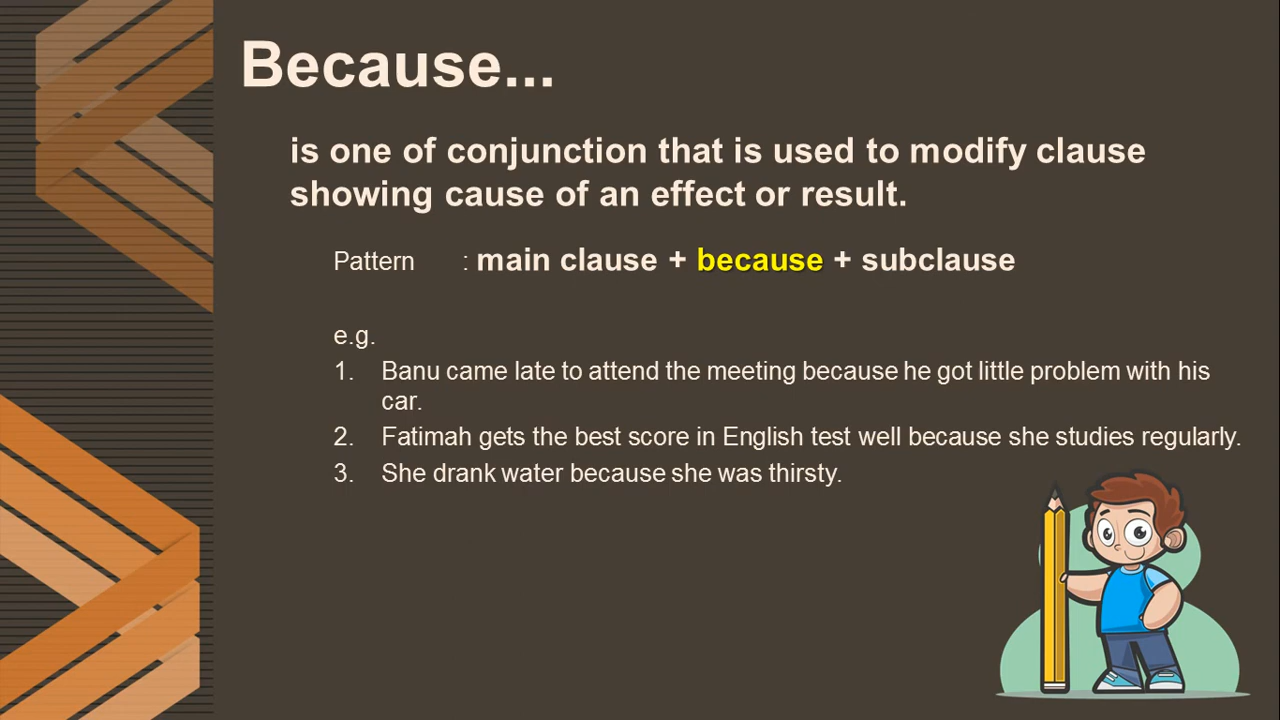 Because...
is one of conjunction that is used to modify clause
showing cause of an effect or result.
Pattern : main clause + because + subclause
e.g.
1. Banu came late to attend the meeting because he got little problem with his
car.
2. Fatimah gets the best score in English test well because she studies regularly.
3. She drank water because she was thirsty.